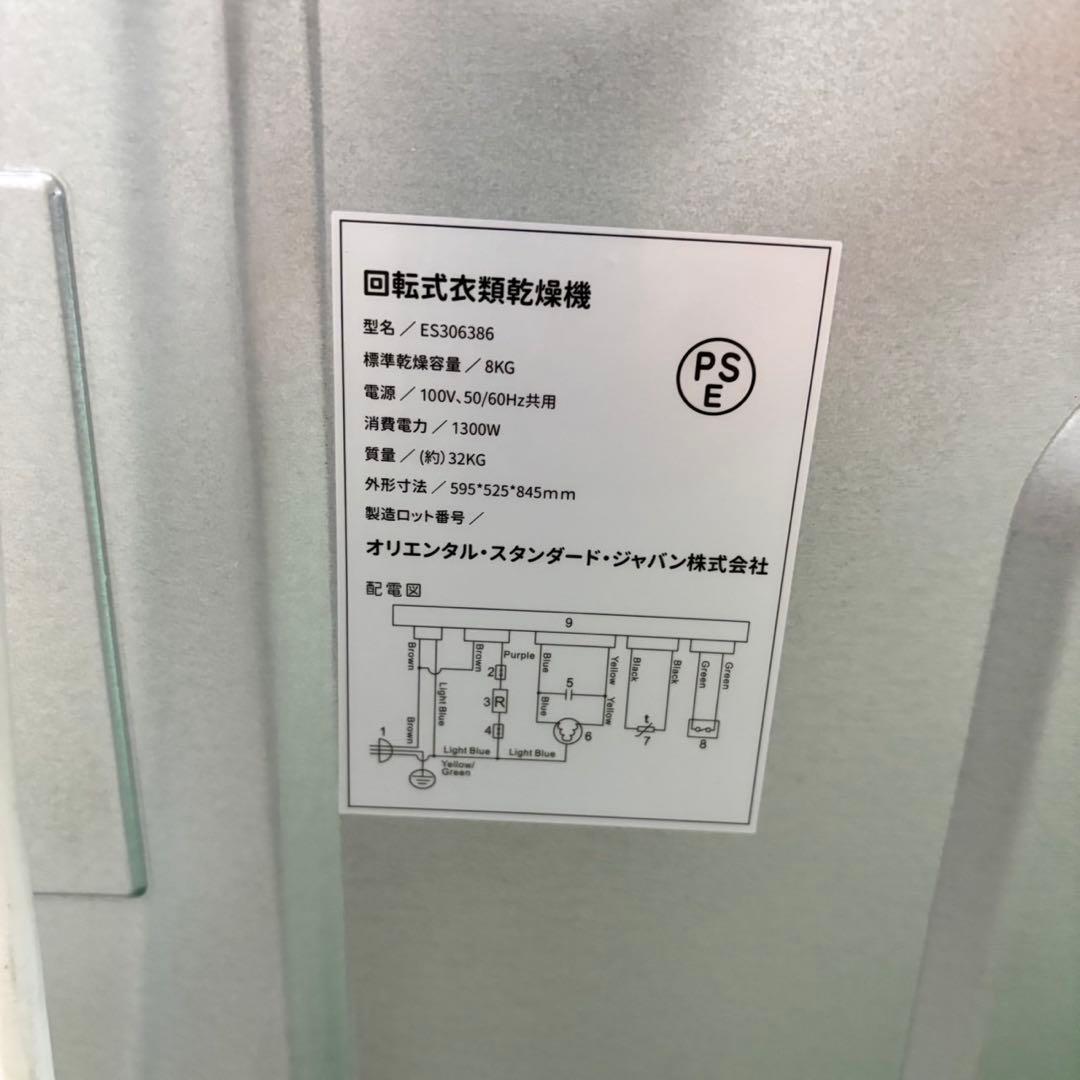 回転式衣類乾燥機
型名／ES306386
標準乾燥容量／8KG
電源／100V、50/60Hz共用
消費電力／1300W
質量／(約)32KG
外形寸法／595*525*845mm
製造ロット番号／
PS
E
オリエンタル・スタンダード・ジャパン株式会社
配電図
9
Brown
Brown
Purple
Blue
Yellow
Black
Black
Green
Green
2
5
Light Blue
3 R
Blue
Yellow
Brown
4
6
t
7
8
1
Light Blue
Light Blue
Yellow/
Green